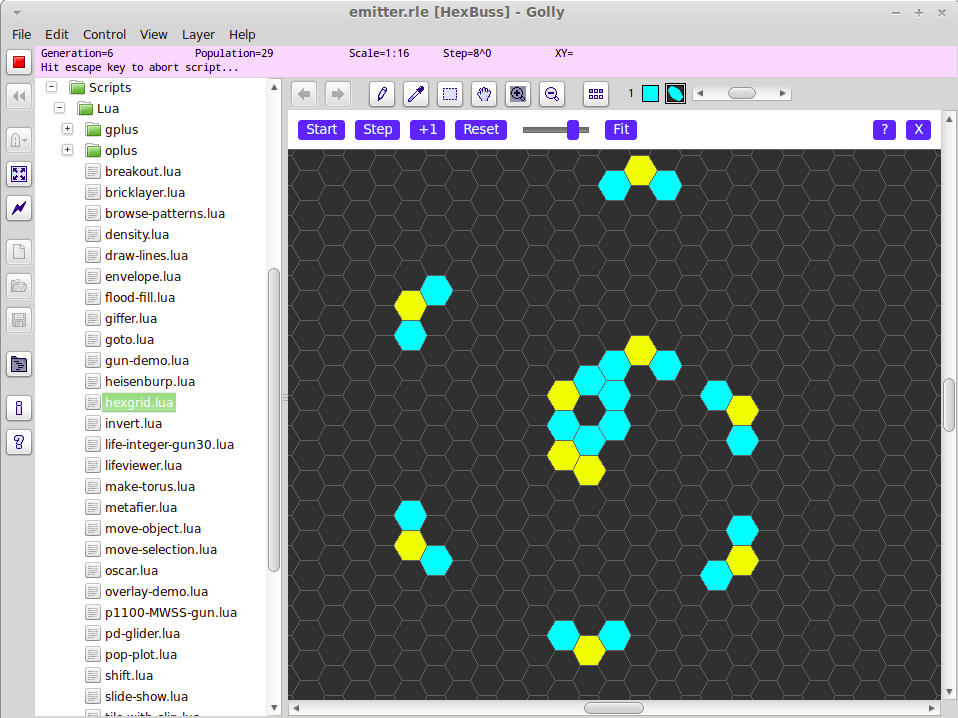 emitter.rle [HexBuss] - Golly
File Edit Control View Layer Help
Generation=6 Population=29 Scale=1:16 Step=8^0 XY=
Hit escape key to abort script...
1
Start Step +1 Reset Fit ? X
Scripts
Lua
gplus
oplus
breakout.lua
bricklayer.lua
browse-patterns.lua
density.lua
draw-lines.lua
envelope.lua
flood-fill.lua
giffer.lua
goto.lua
gun-demo.lua
heisenburp.lua
hexgrid.lua
invert.lua
life-integer-gun30.lua
lifeviewer.lua
make-torus.lua
metafier.lua
move-object.lua
move-selection.lua
oscar.lua
overlay-demo.lua
p1100-MWSS-gun.lua
pd-glider.lua
pop-plot.lua
shift.lua
slide-show.lua